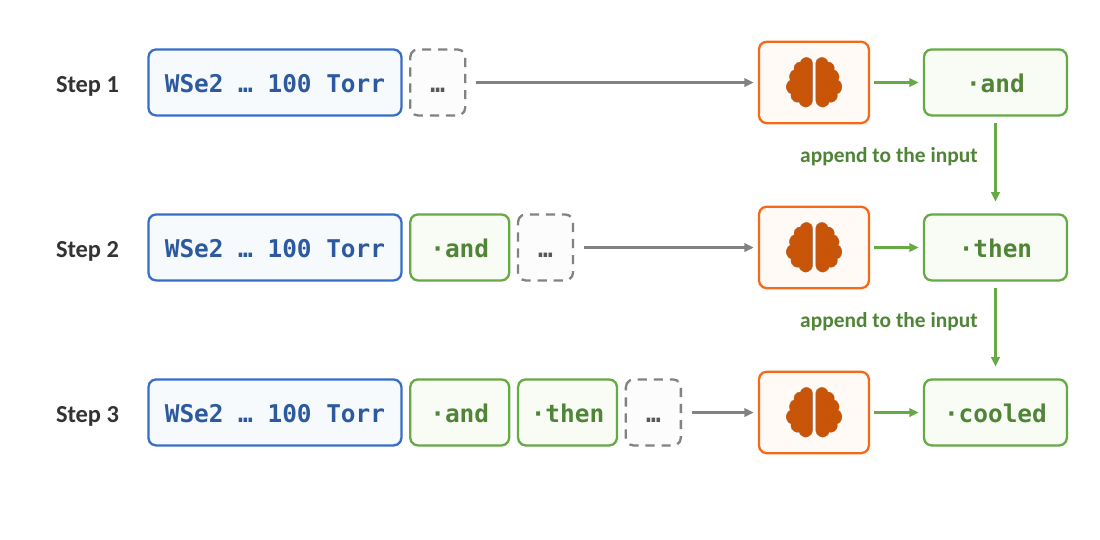 Step 1 WSe2 … 100 Torr … ·and
append to the input
Step 2 WSe2 … 100 Torr ·and … ·then
append to the input
Step 3 WSe2 … 100 Torr ·and ·then … ·cooled